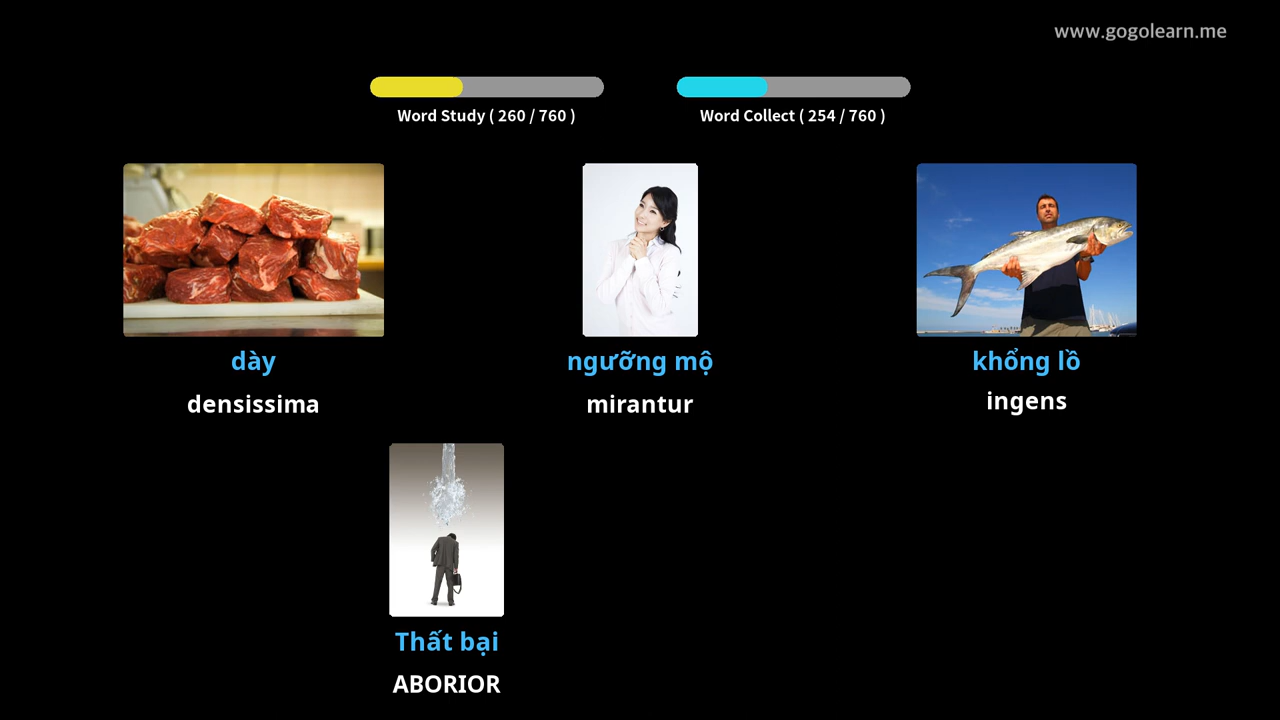 www.gogolearn.me
Word Study ( 260 / 760 )
Word Collect ( 254 / 760 )
dày
ngưỡng mộ
khổng lồ
densissima
mirantur
ingens
Thất bại
ABORIOR